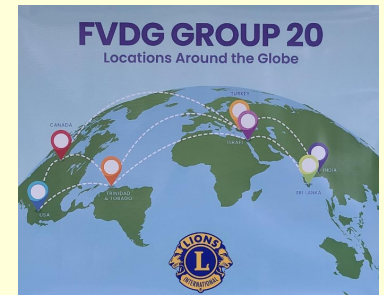 FVDG GROUP 20
Locations Around the Globe
TURKEY
CANADA
ISRAEL
INDIA
TRINIDAD
& TOBAGO
SRI LANKA
USA
LIONS
L
INTERNATIONAL